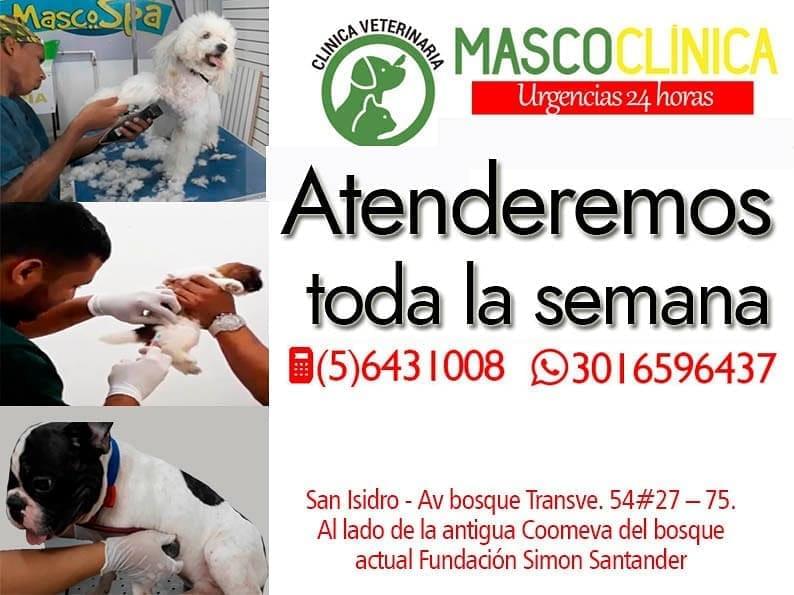 MascoSpa
CLINICA VETERINARIA
MASCOCLÍNICA
Urgencias 24 horas
Atenderemos
toda la semana
(5)6431008 3016596437
San Isidro - Av bosque Transve. 54#27 – 75.
Al lado de la antigua Coomeva del bosque
actual Fundación Simon Santander